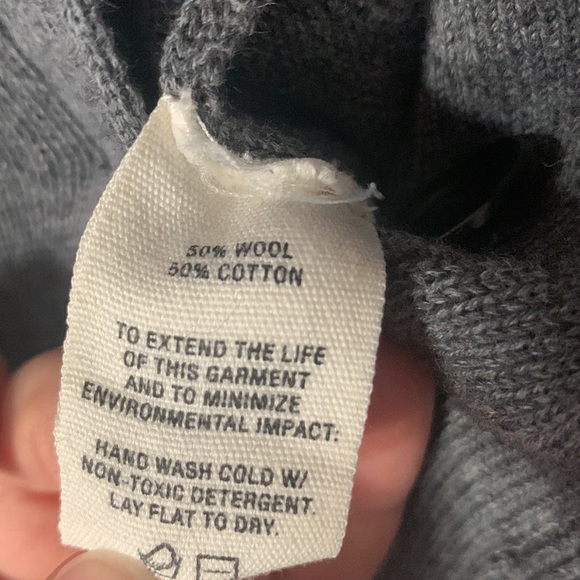 50% WOOL
50% COTTON
TO EXTEND THE LIFE
OF THIS GARMENT
AND TO MINIMIZE
ENVIRONMENTAL IMPACT:
HAND WASH COLD W/
NON-TOXIC DETERGENT.
LAY FLAT TO DRY.